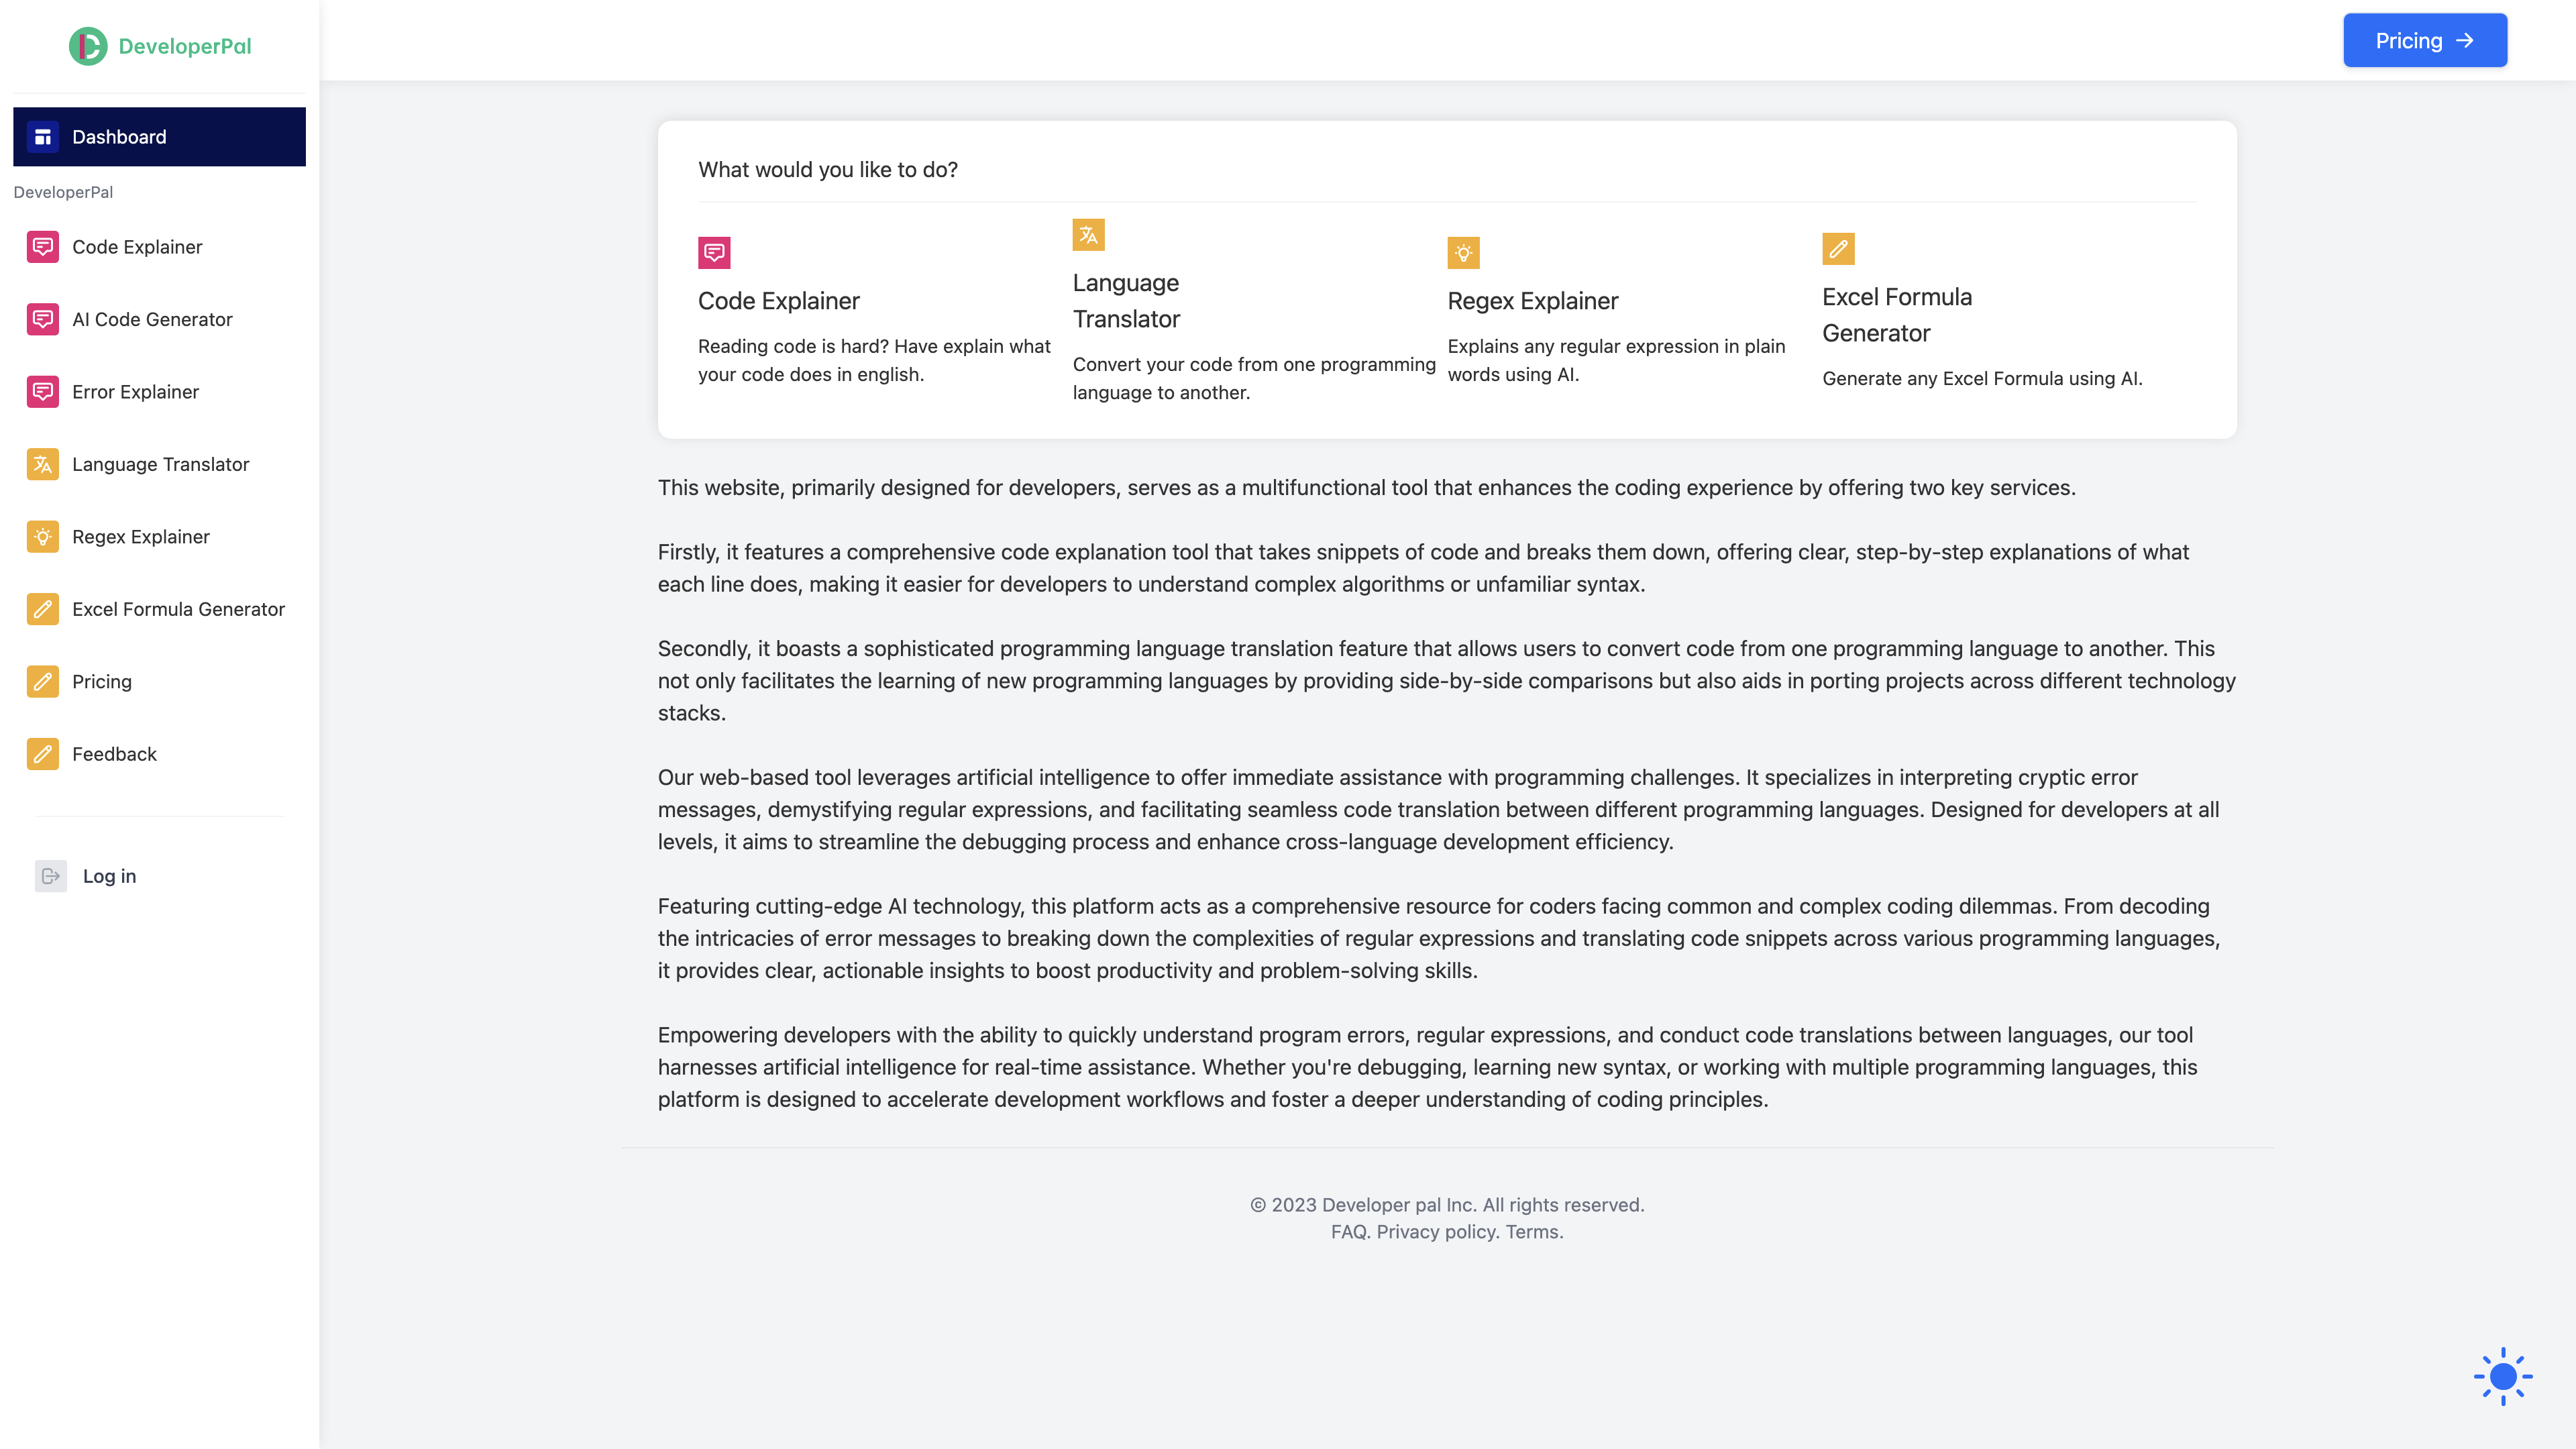 DeveloperPal
Pricing
Dashboard
DeveloperPal
Code Explainer
AI Code Generator
Error Explainer
Language Translator
Regex Explainer
Excel Formula Generator
Pricing
Feedback
Log in
What would you like to do?
Code Explainer
Reading code is hard? Have explain what
your code does in english.
Language
Translator
Convert your code from one programming
language to another.
Regex Explainer
Explains any regular expression in plain
words using AI.
Excel Formula
Generator
Generate any Excel Formula using AI.
This website, primarily designed for developers, serves as a multifunctional tool that enhances the coding experience by offering two key services.
Firstly, it features a comprehensive code explanation tool that takes snippets of code and breaks them down, offering clear, step-by-step explanations of what
each line does, making it easier for developers to understand complex algorithms or unfamiliar syntax.
Secondly, it boasts a sophisticated programming language translation feature that allows users to convert code from one programming language to another. This
not only facilitates the learning of new programming languages by providing side-by-side comparisons but also aids in porting projects across different technology
stacks.
Our web-based tool leverages artificial intelligence to offer immediate assistance with programming challenges. It specializes in interpreting cryptic error
messages, demystifying regular expressions, and facilitating seamless code translation between different programming languages. Designed for developers at all
levels, it aims to streamline the debugging process and enhance cross-language development efficiency.
Featuring cutting-edge AI technology, this platform acts as a comprehensive resource for coders facing common and complex coding dilemmas. From decoding
the intricacies of error messages to breaking down the complexities of regular expressions and translating code snippets across various programming languages,
it provides clear, actionable insights to boost productivity and problem-solving skills.
Empowering developers with the ability to quickly understand program errors, regular expressions, and conduct code translations between languages, our tool
harnesses artificial intelligence for real-time assistance. Whether you're debugging, learning new syntax, or working with multiple programming languages, this
platform is designed to accelerate development workflows and foster a deeper understanding of coding principles.
© 2023 Developer pal Inc. All rights reserved.
FAQ. Privacy policy. Terms.